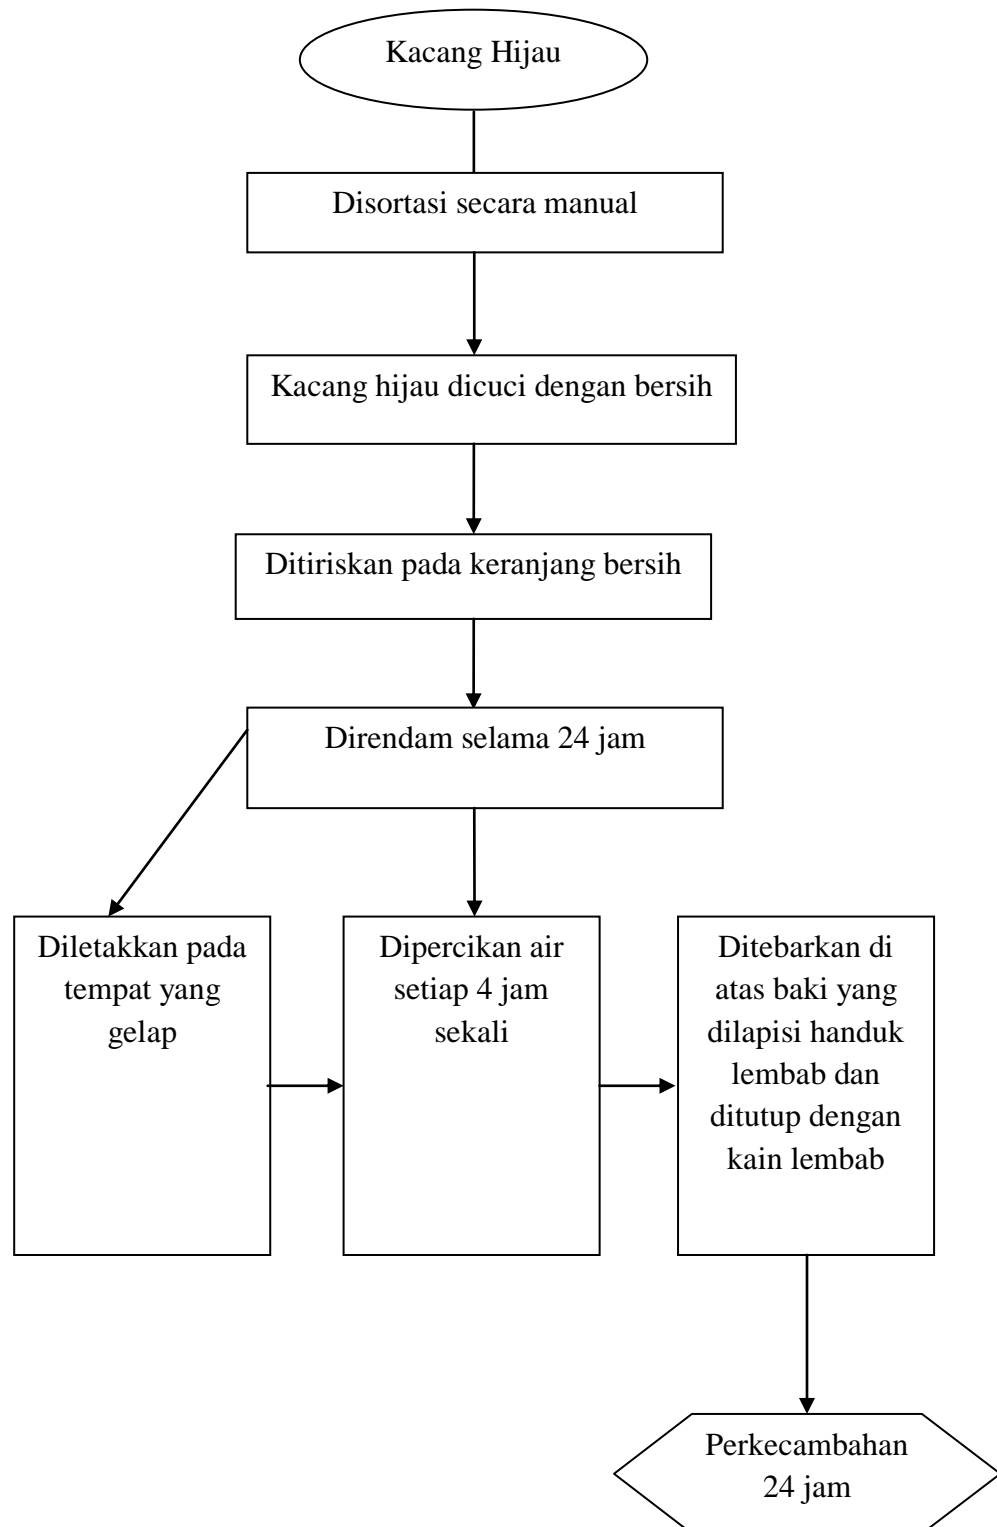 Kacang Hijau
Disortasi secara manual
Kacang hijau dicuci dengan bersih
Ditiriskan pada keranjang bersih
Direndam selama 24 jam
Diletakkan pada
tempat yang
gelap
Dipercikan air
setiap 4 jam
sekali
Ditebarkan di
atas baki yang
dilapisi handuk
lembab dan
ditutup dengan
kain lembab
Perkecambahan
24 jam